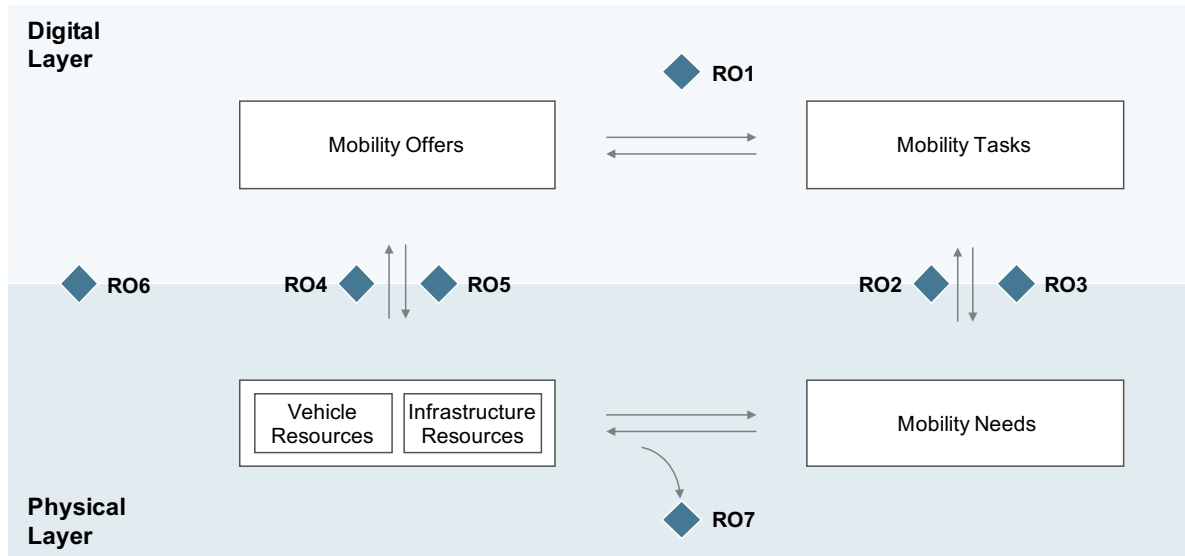 Digital
Layer
RO1
Mobility Offers
Mobility Tasks
RO6
RO4
RO5
RO2
RO3
Vehicle
Resources
Infrastructure
Resources
Mobility Needs
Physical
Layer
RO7